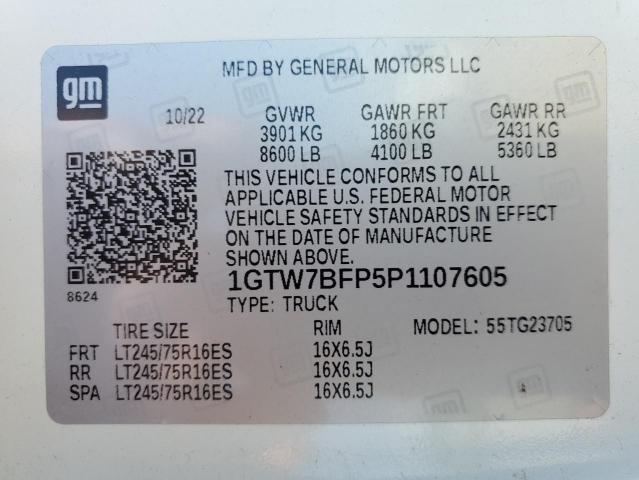 gm
MFD BY GENERAL MOTORS LLC
10/22 GVWR GAWR FRT GAWR RR
3901 KG 1860 KG 2431 KG
8600 LB 4100 LB 5360 LB
THIS VEHICLE CONFORMS TO ALL
APPLICABLE U.S. FEDERAL MOTOR
VEHICLE SAFETY STANDARDS IN EFFECT
ON THE DATE OF MANUFACTURE
SHOWN ABOVE.
1GTW7BFP5P1107605
8624
TYPE: TRUCK
TIRE SIZE RIM MODEL: 55TG23705
FRT LT245/75R16ES 16X6.5J
RR LT245/75R16ES 16X6.5J
SPA LT245/75R16ES 16X6.5J